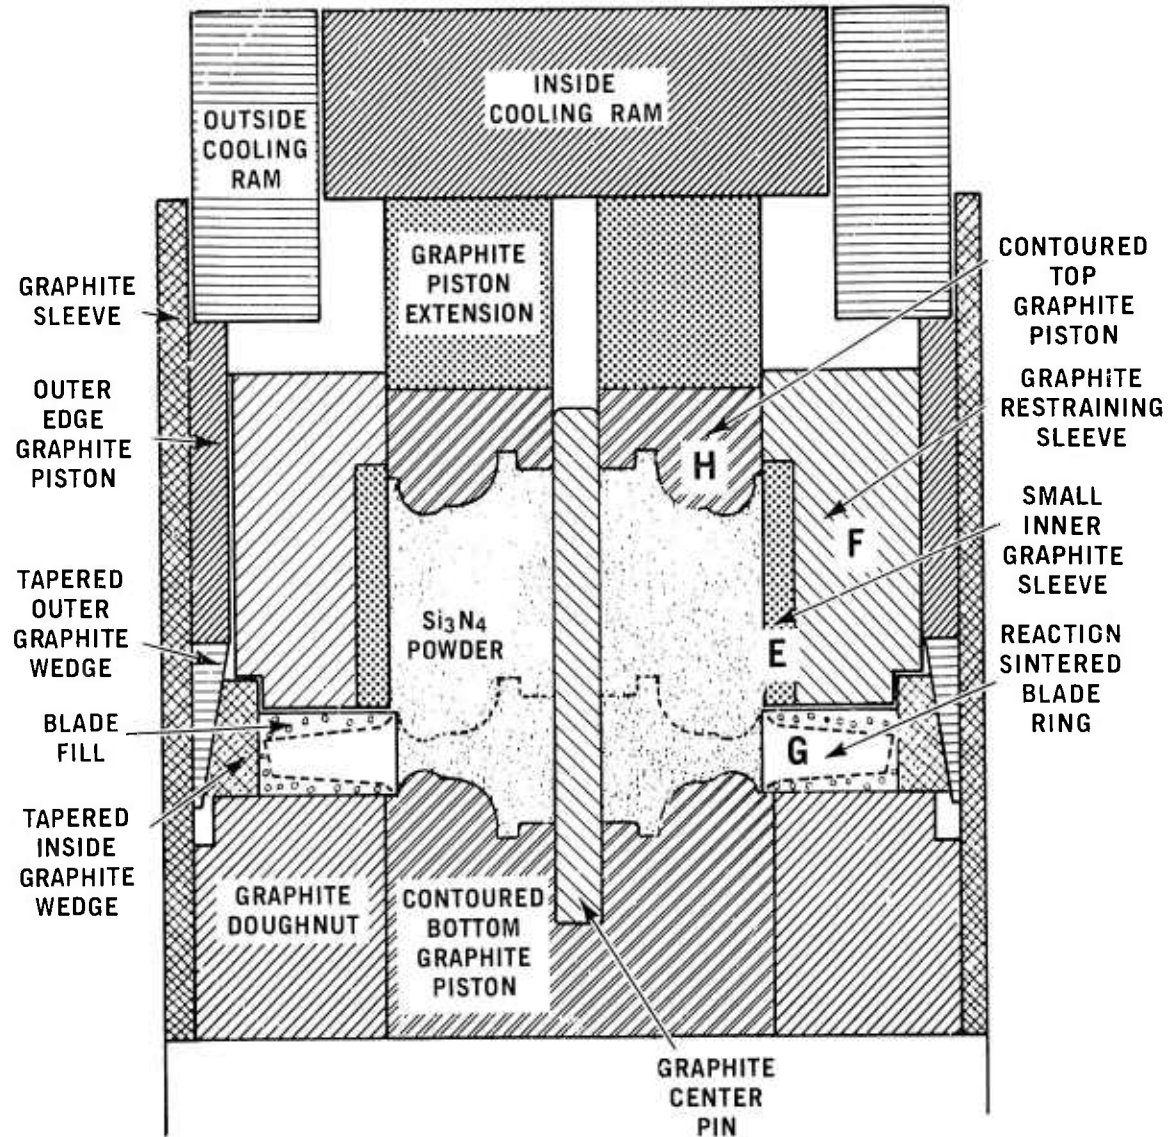 INSIDE
COOLING RAM
OUTSIDE
COOLING
RAM
GRAPHITE
PISTON
EXTENSION
CONTOURED
TOP
GRAPHITE
PISTON
GRAPHITE
SLEEVE
GRAPHITE
RESTRAINING
SLEEVE
OUTER
EDGE
GRAPHITE
PISTON
H
F
SMALL
INNER
GRAPHITE
SLEEVE
TAPERED
OUTER
GRAPHITE
WEDGE
Si₃N₄
POWDER
E
REACTION
SINTERED
BLADE
RING
BLADE
FILL
G
TAPERED
INSIDE
GRAPHITE
WEDGE
GRAPHITE
DOUGHNUT
CONTOURED
BOTTOM
GRAPHITE
PISTON
GRAPHITE
CENTER
PIN